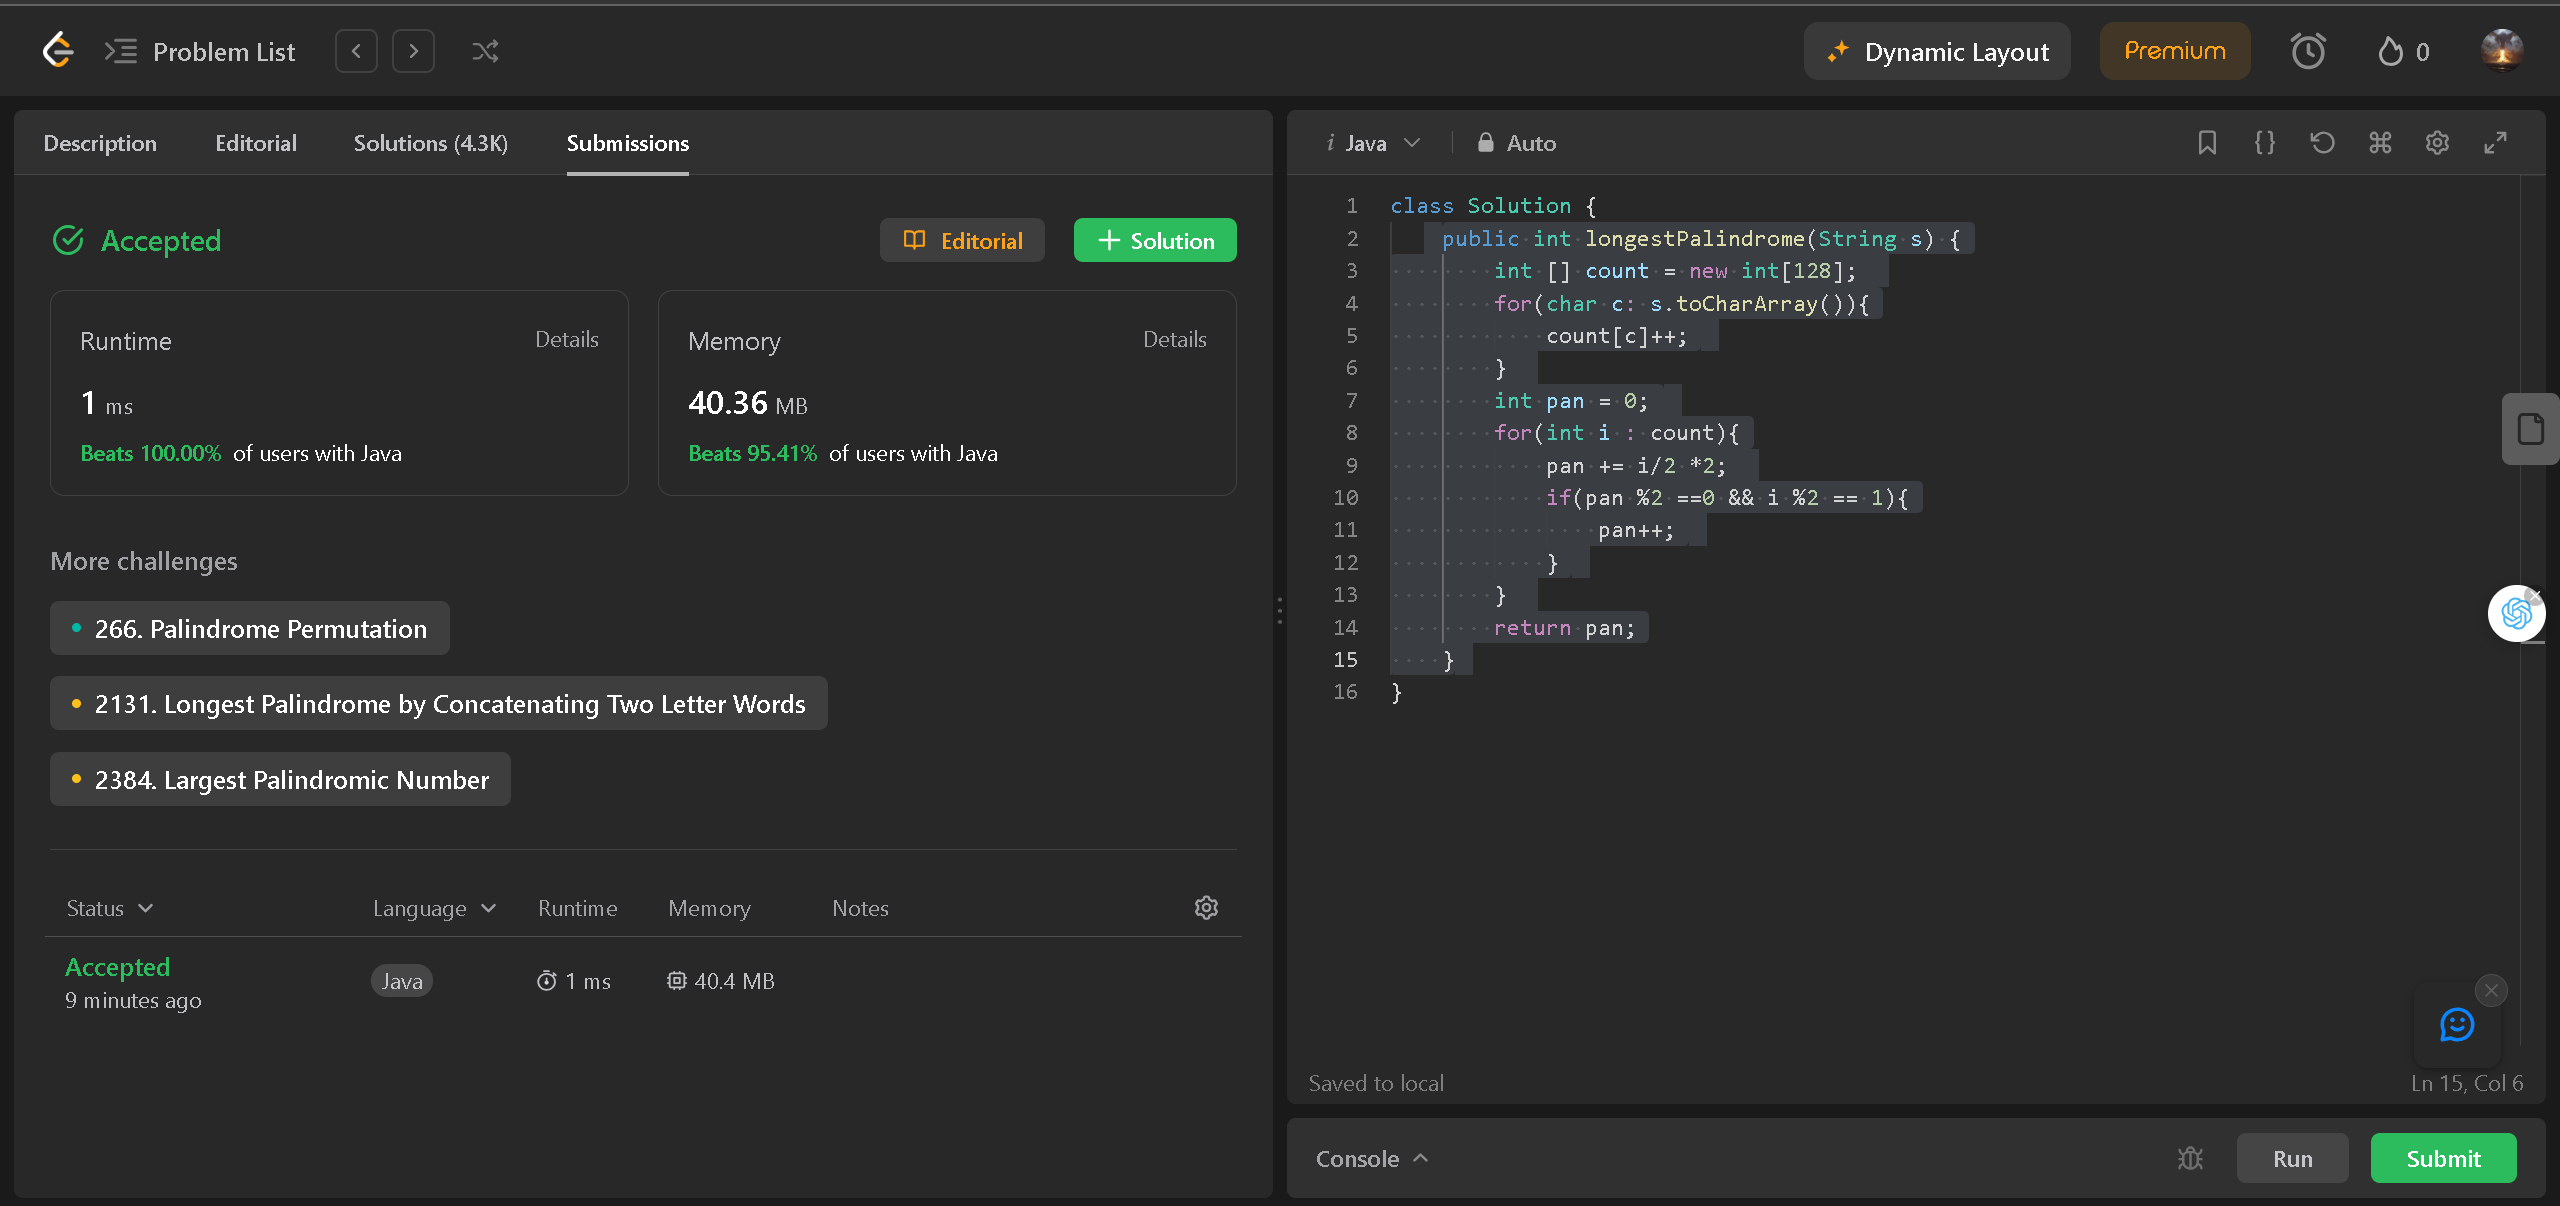 Problem List
Dynamic Layout
Premium
0
Description Editorial Solutions (4.3K) Submissions
Accepted
Editorial
Solution
Runtime Details
1 ms
Beats 100.00% of users with Java
Memory Details
40.36 MB
Beats 95.41% of users with Java
More challenges
266. Palindrome Permutation
2131. Longest Palindrome by Concatenating Two Letter Words
2384. Largest Palindromic Number
Status Language Runtime Memory Notes
Accepted
9 minutes ago
Java 1 ms 40.4 MB
i Java Auto
1 class Solution {
2 public int longestPalindrome(String s) {
3 int [] count = new int[128];
4 for(char c: s.toCharArray()){
5 count[c]++;
6 }
7 int pan = 0;
8 for(int i : count){
9 pan += i/2 *2;
10 if(pan %2 ==0 && i %2 == 1){
11 pan++;
12 }
13 }
14 return pan;
15 }
16 }
Saved to local
Ln 15, Col 6
Console
Run
Submit